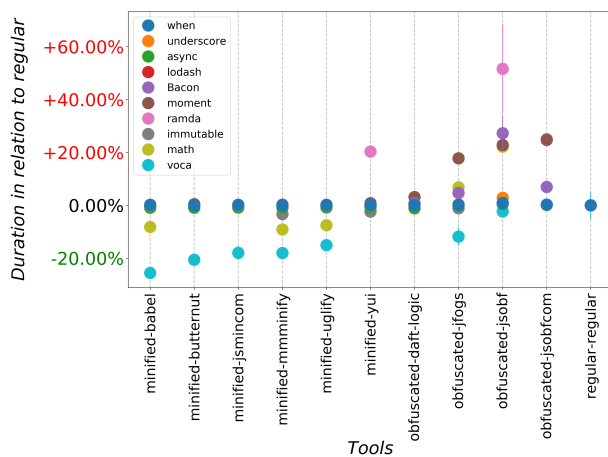 Duration in relation to regular
+60.00%
+40.00%
+20.00%
0.00%
-20.00%
when
underscore
async
lodash
Bacon
moment
ramda
immutable
math
voca
minified-babel
minified-butternut
minified-jsmincom
minified-mmminify
minified-uglify
minified-yui
obfuscated-daft-logic
obfuscated-jfogs
obfuscated-jsobf
obfuscated-jsobfcom
regular-regular
Tools